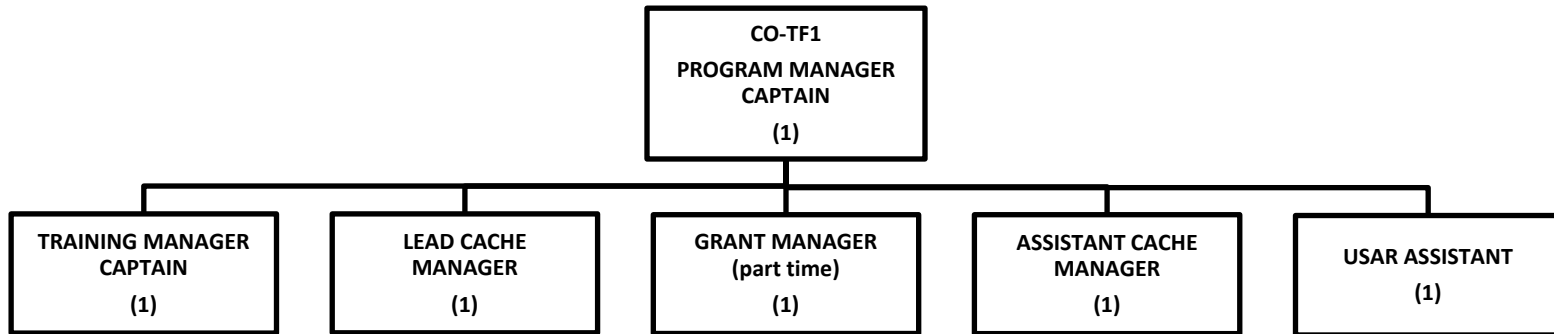 CO-TF1
PROGRAM MANAGER
CAPTAIN
(1)
TRAINING MANAGER
CAPTAIN
(1)
LEAD CACHE
MANAGER
(1)
GRANT MANAGER
(part time)
(1)
ASSISTANT CACHE
MANAGER
(1)
USAR ASSISTANT
(1)